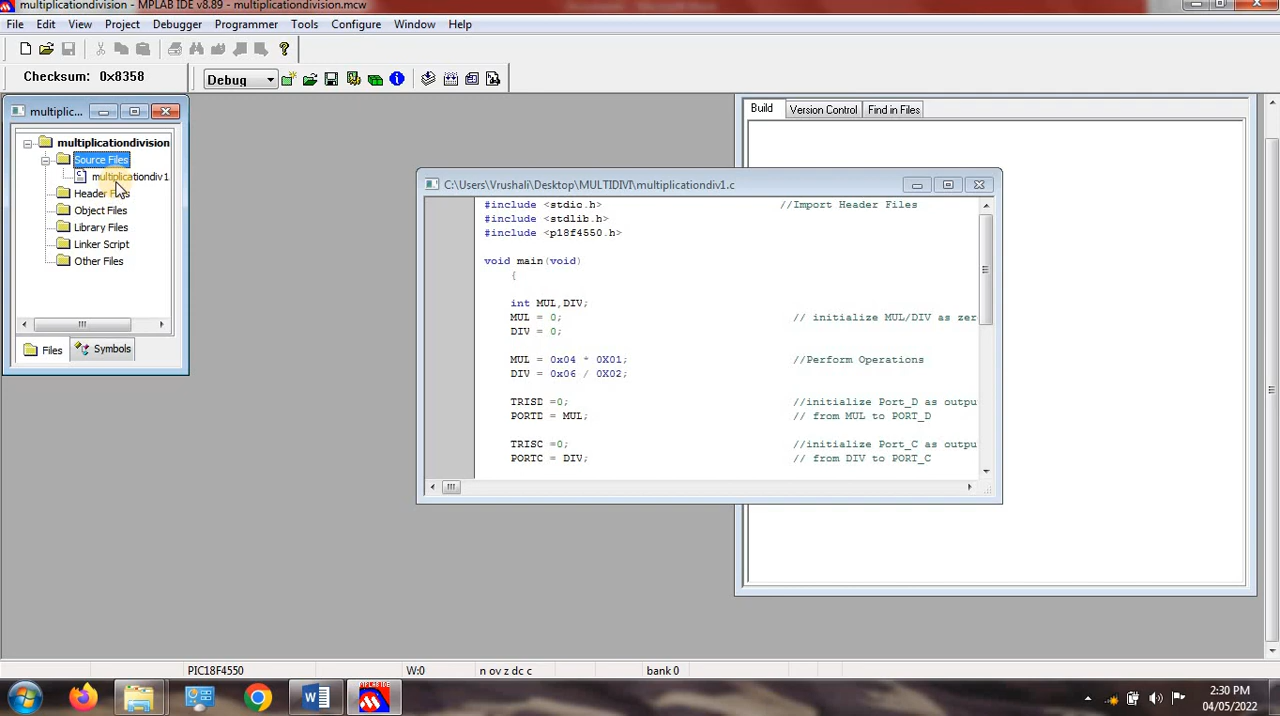 multiplicationdivision - MPLAB IDE v8.89 - multiplicationdivision.mcw
File Edit View Project Debugger Programmer Tools Configure Window Help
Checksum: 0x8358
Debug
multiplic...
multiplicationdivision
Source Files
multiplicationdiv1
Header Files
Object Files
Library Files
Linker Script
Other Files
Files
Symbols
Build
Version Control
Find in Files
C:\Users\Vrushali\Desktop\MULTIDIVI\multiplicationdiv1.c
#include <stdio.h> //Import Header Files
#include <stdlib.h>
#include <p18f4550.h>
void main(void)
{
int MUL,DIV;
MUL = 0; // initialize MUL/DIV as zer
DIV = 0;
MUL = 0x04 * 0X01; //Perform Operations
DIV = 0x06 / 0X02;
TRISD =0; //initialize Port_D as outpu
PORTD = MUL; // from MUL to PORT_D
TRISC =0; //initialize Port_C as outpu
PORTC = DIV; // from DIV to PORT_C
PIC18F4550
W:0
n ov z dc c
bank 0
2:30 PM
04/05/2022